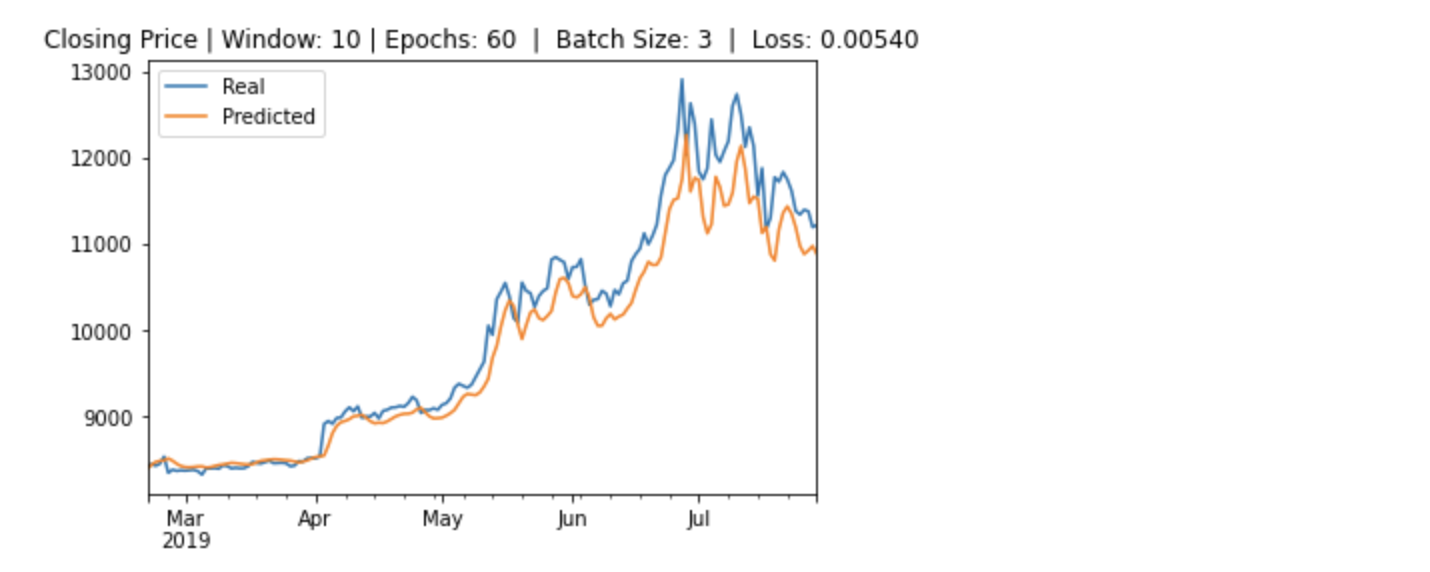 Closing Price | Window: 10 | Epochs: 60 | Batch Size: 3 | Loss: 0.00540
Real
Predicted
13000
12000
11000
10000
9000
Mar
2019
Apr
May
Jun
Jul